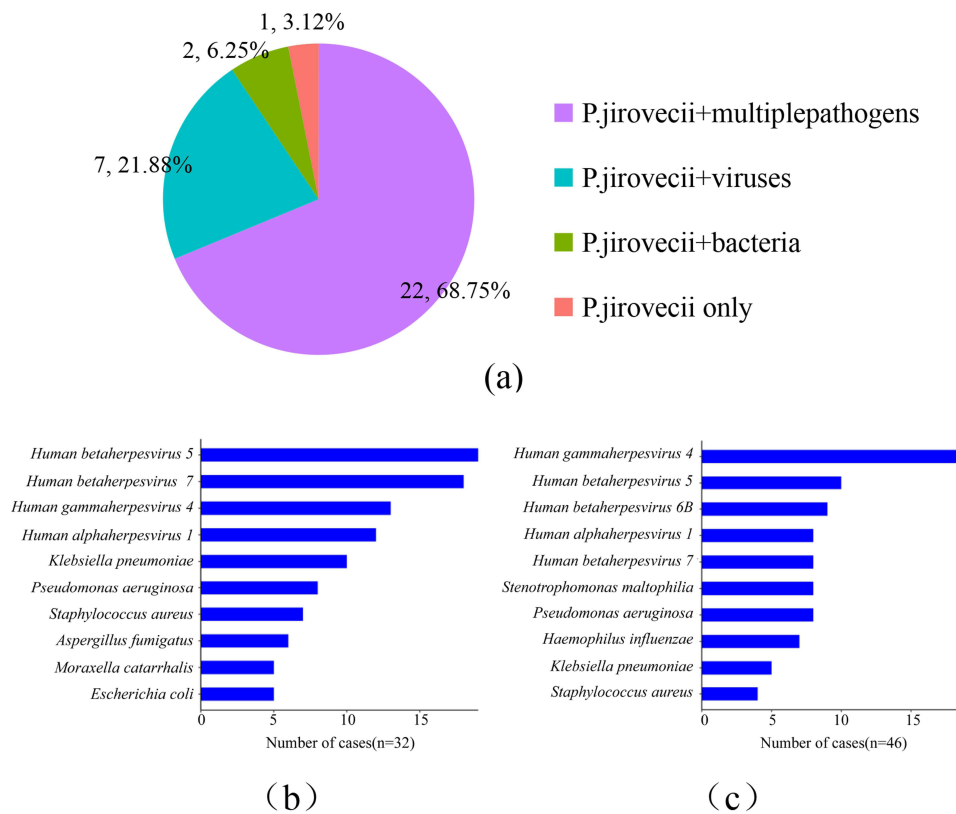 1, 3.12%
2, 6.25%
7, 21.88%
22, 68.75%
P.jirovecii+multiplepathogens
P.jirovecii+viruses
P.jirovecii+bacteria
P.jirovecii only
(a)
Human betaherpesvirus 5
Human betaherpesvirus 7
Human gammaherpesvirus 4
Human alphaherpesvirus 1
Klebsiella pneumoniae
Pseudomonas aeruginosa
Staphylococcus aureus
Aspergillus fumigatus
Moraxella catarrhalis
Escherichia coli
0 5 10 15
Number of cases(n=32)
(b)
Human gammaherpesvirus 4
Human betaherpesvirus 5
Human betaherpesvirus 6B
Human alphaherpesvirus 1
Human betaherpesvirus 7
Stenotrophomonas maltophilia
Pseudomonas aeruginosa
Haemophilus influenzae
Klebsiella pneumoniae
Staphylococcus aureus
0 5 10 15
Number of cases(n=46)
(c)